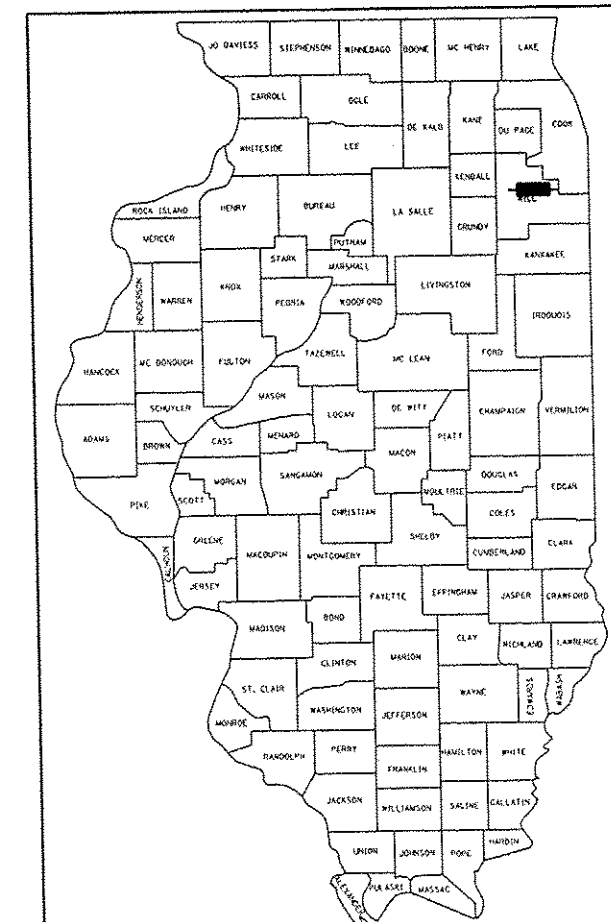 JO DAVIESS
STEPHENSON
WINNEBAGO
BOONE
MC HENRY
LAKE
CARROLL
OGLE
DE KALB
KANE
DU PAGE
COOK
WHITESIDE
LEE
KENDALL
WILL
ROCK ISLAND
HENRY
BUREAU
LA SALLE
GRUNDY
MERCER
PUTNAM
STARK
MARSHALL
KANKAKEE
HENDERSON
WARREN
KNOX
PEORIA
WOODFORD
LIVINGSTON
IROQUOIS
HANCOCK
MC DONOUGH
FULTON
TAZEWELL
MC LEAN
FORD
SCHUYLER
MASON
LOGAN
DE WITT
CHAMPAIGN
VERMILION
ADAMS
BROWN
CASS
MENARD
MACON
PIATT
PIKE
SCOTT
MORGAN
SANGAMON
CHRISTIAN
MOULTRIE
DOUGLAS
EDGAR
COLES
CALHOUN
GREENE
MACOUPIN
MONTGOMERY
SHELBY
CUMBERLAND
CLARK
JERSEY
FAYETTE
EFFINGHAM
JASPER
CRAWFORD
MADISON
BOND
CLAY
RICHLAND
LAWRENCE
CLINTON
MARION
WAYNE
EDWARDS
WABASH
ST. CLAIR
WASHINGTON
JEFFERSON
MONROE
RANDOLPH
PERRY
HAMILTON
WHITE
FRANKLIN
JACKSON
WILLIAMSON
SALINE
GALLATIN
UNION
JOHNSON
POPE
HARDIN
ALEXANDER
PULASKI
MASSAC